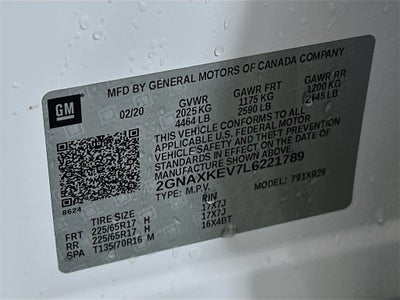 GM
MFD BY GENERAL MOTORS OF CANADA COMPANY
02/20 GVWR GAWR FRT GAWR RR
2025 KG 1175 KG 1200 KG
4464 LB 2590 LB 2645 LB
THIS VEHICLE CONFORMS TO ALL
APPLICABLE U.S. FEDERAL MOTOR
VEHICLE SAFETY AND THEFT PREVENTION
STANDARDS IN EFFECT ON THE DATE OF
MANUFACTURE SHOWN ABOVE.
2GNAXKEV7L6221789
8624
TYPE: M.P.V. MODEL: 791XR26
TIRE SIZE RIN
FRT 225/65R17 H 17X7J
RR 225/65R17 H 17X7J
SPA T135/70R16 M 16X4BT